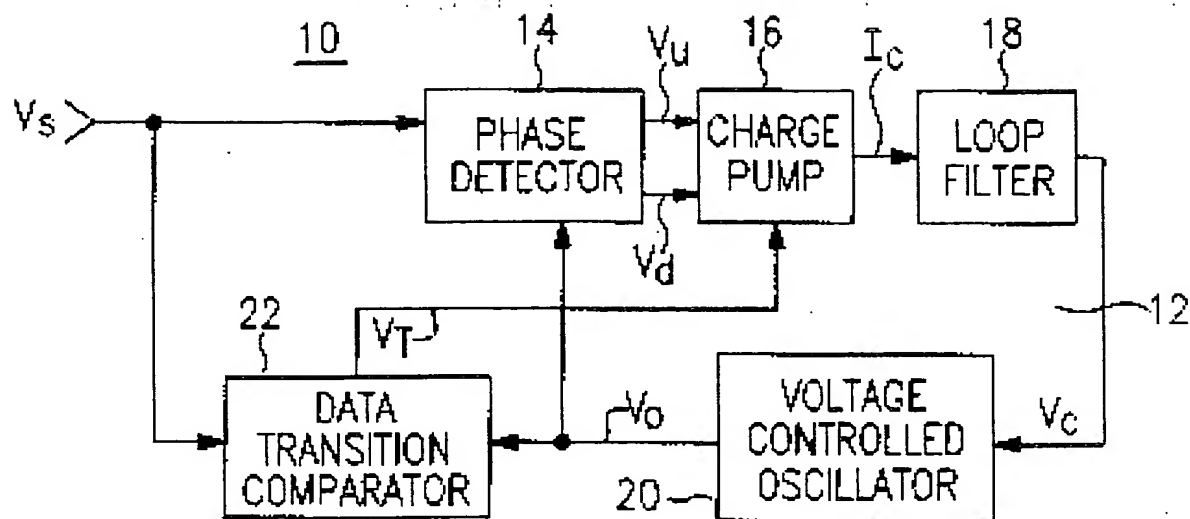 10
14
16
18
Vu
Ic
Vs
PHASE
DETECTOR
CHARGE
PUMP
LOOP
FILTER
Vd
12
22
VT
DATA
TRANSITION
COMPARATOR
Vo
VOLTAGE
CONTROLLED
OSCILLATOR
Vc
20